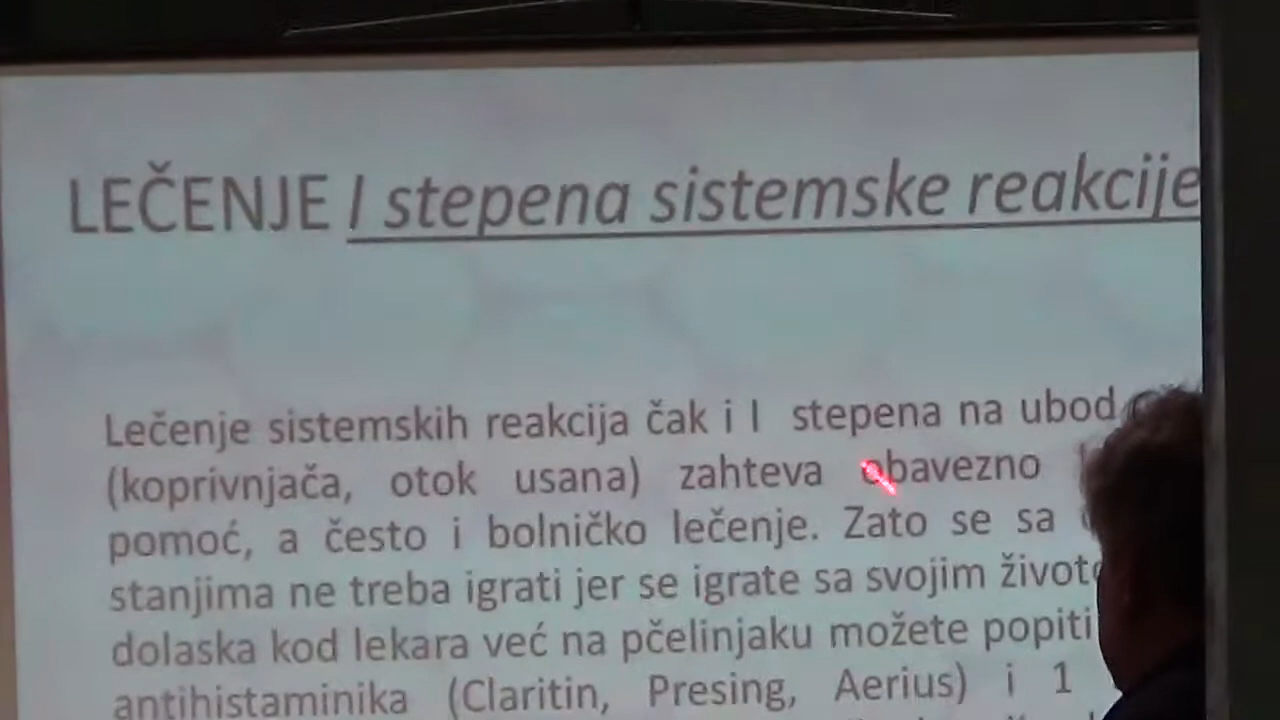 LEČENJE I stepena sistemske reakcije
Lečenje sistemskih reakcija čak i I stepena na ubod
(koprivnjača, otok usana) zahteva obavezno
pomoć, a često i bolničko lečenje. Zato se sa
stanjima ne treba igrati jer se igrate sa svojim
dolaska kod lekara već na pčelinjaku možete popiti
antihistaminika (Claritin, Presing, Aerius) i 1